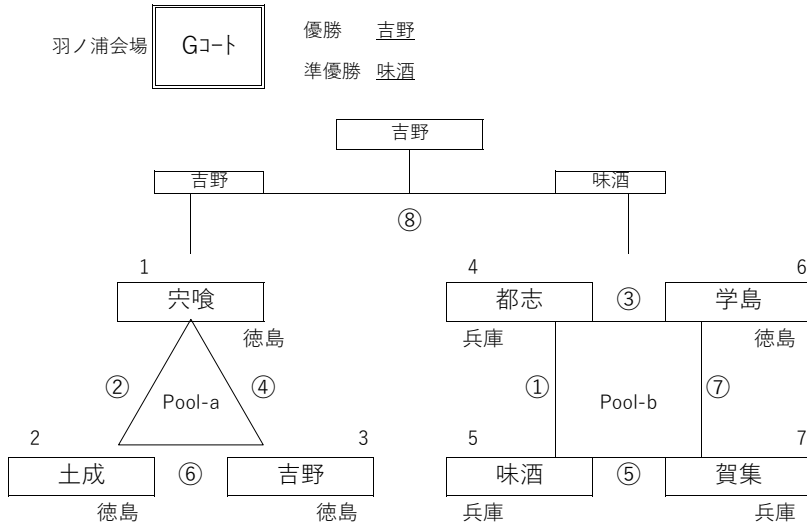 羽ノ浦会場 Gコート 優勝 吉野
準優勝 味酒
吉野
吉野 味酒
⑧
1 4 6
宍喰 都志 ③ 学島
徳島 兵庫 徳島
② ④ ① ⑦
Pool-a Pool-b
2 3 5 7
土成 ⑥ 吉野 味酒 ⑤ 賀集
徳島 徳島 兵庫 兵庫